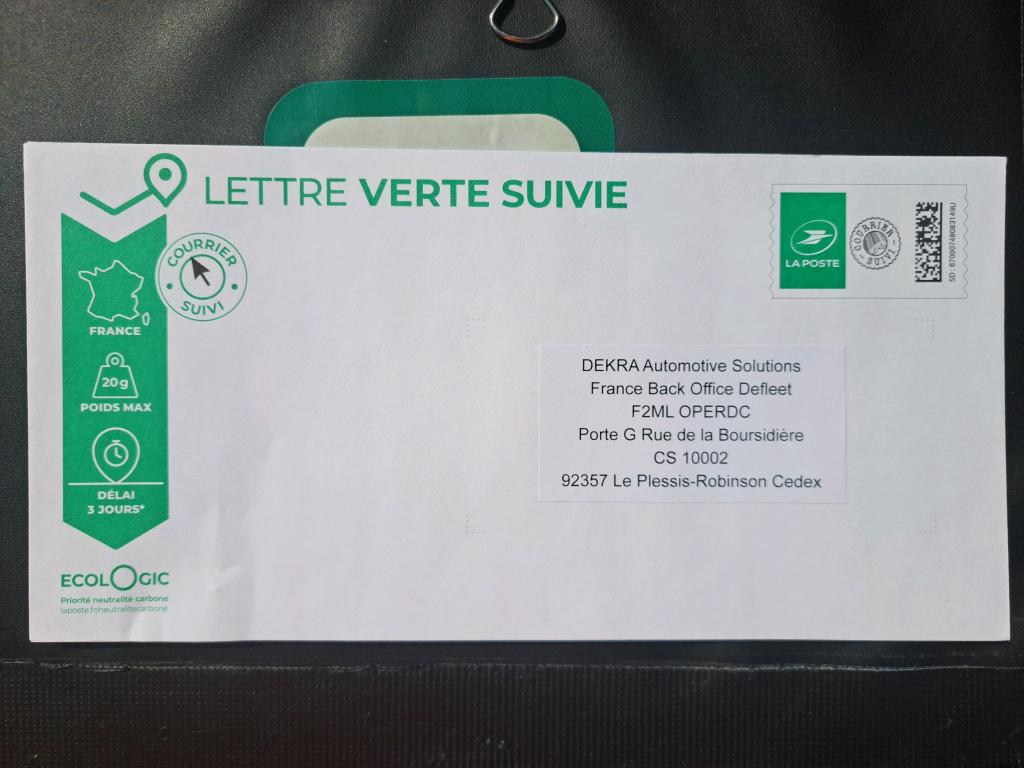 LETTRE VERTE SUIVIE
COURRIER
SUIVI
FRANCE
20g
POIDS MAX
DÉLAI
3 JOURS*
ECOLOGIC
Priorité neutralité carbone
laposte.fr/neutralitecarbone
LA POSTE
COURRIER
SUIVI
SD: 87000748083149U
DEKRA Automotive Solutions
France Back Office Defleet
F2ML OPERDC
Porte G Rue de la Boursidière
CS 10002
92357 Le Plessis-Robinson Cedex